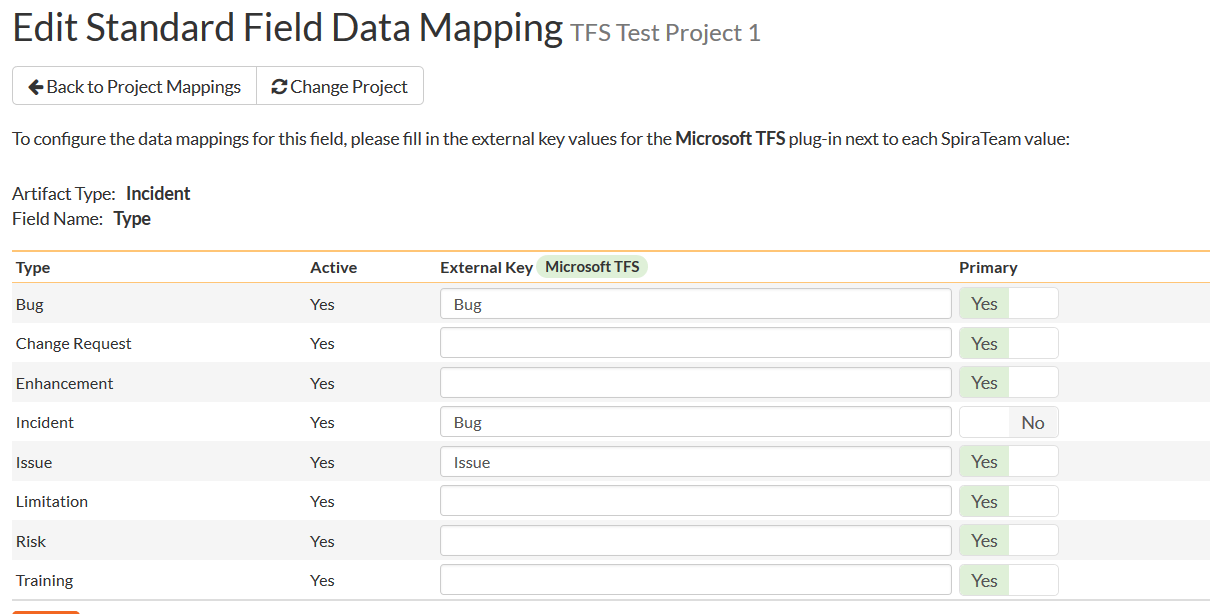 Edit Standard Field Data Mapping TFS Test Project 1
Back to Project Mappings Change Project
To configure the data mappings for this field, please fill in the external key values for the Microsoft TFS plug-in next to each SpiraTeam value:
Artifact Type: Incident
Field Name: Type
Type Active External Key Microsoft TFS Primary
Bug Yes Bug Yes
Change Request Yes Yes
Enhancement Yes Yes
Incident Yes Bug No
Issue Yes Issue Yes
Limitation Yes Yes
Risk Yes Yes
Training Yes Yes